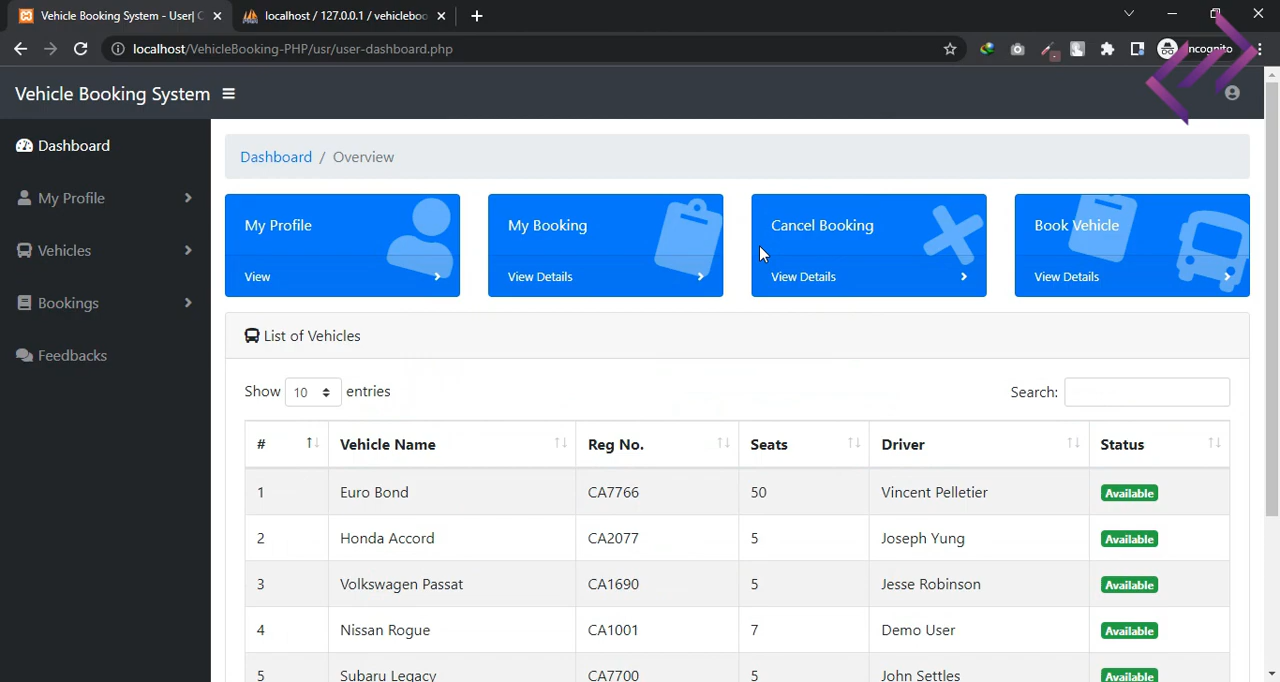 Vehicle Booking System - User| C
localhost / 127.0.0.1 / vehicleboo
localhost/VehicleBooking-PHP/usr/user-dashboard.php
Incognito
Vehicle Booking System
Dashboard
My Profile
Vehicles
Bookings
Feedbacks
Dashboard / Overview
My Profile
View
My Booking
View Details
Cancel Booking
View Details
Book Vehicle
View Details
List of Vehicles
Show 10 entries
Search:
# Vehicle Name Reg No. Seats Driver Status
1 Euro Bond CA7766 50 Vincent Pelletier Available
2 Honda Accord CA2077 5 Joseph Yung Available
3 Volkswagen Passat CA1690 5 Jesse Robinson Available
4 Nissan Rogue CA1001 7 Demo User Available
5 Subaru Legacy CA7700 5 John Settles Available